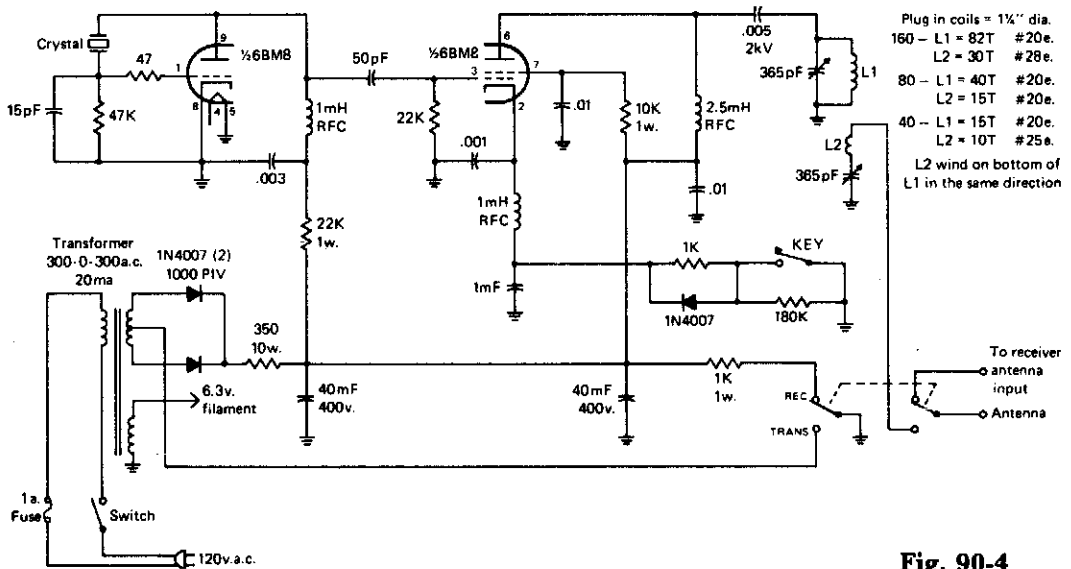 Crystal
47
15pF
47K
1
9
8
4
5
½6BM8
1mH
RFC
.003
22K
1w.
50pF
22K
.001
½6BM8
6
3
7
2
.01
10K
1w.
1mH
RFC
1mF
2.5mH
RFC
.01
.005
2kV
365pF
L1
L2
365pF
Plug in coils = 1¼" dia.
160 – L1 = 82T #20e.
L2 = 30T #28e.
80 – L1 = 40T #20e.
L2 = 15T #20e.
40 – L1 = 15T #20e.
L2 = 10T #25e.
L2 wind on bottom of
L1 in the same direction
1K
KEY
1N4007
180K
Transformer
300-0-300a.c.
20ma
1N4007 (2)
1000 PIV
350
10w.
6.3v.
filament
40mF
400v.
40mF
400v.
1K
1w.
REC
TRANS
To receiver
antenna
input
Antenna
1a.
Fuse
Switch
120v.a.c.
Fig. 90-4